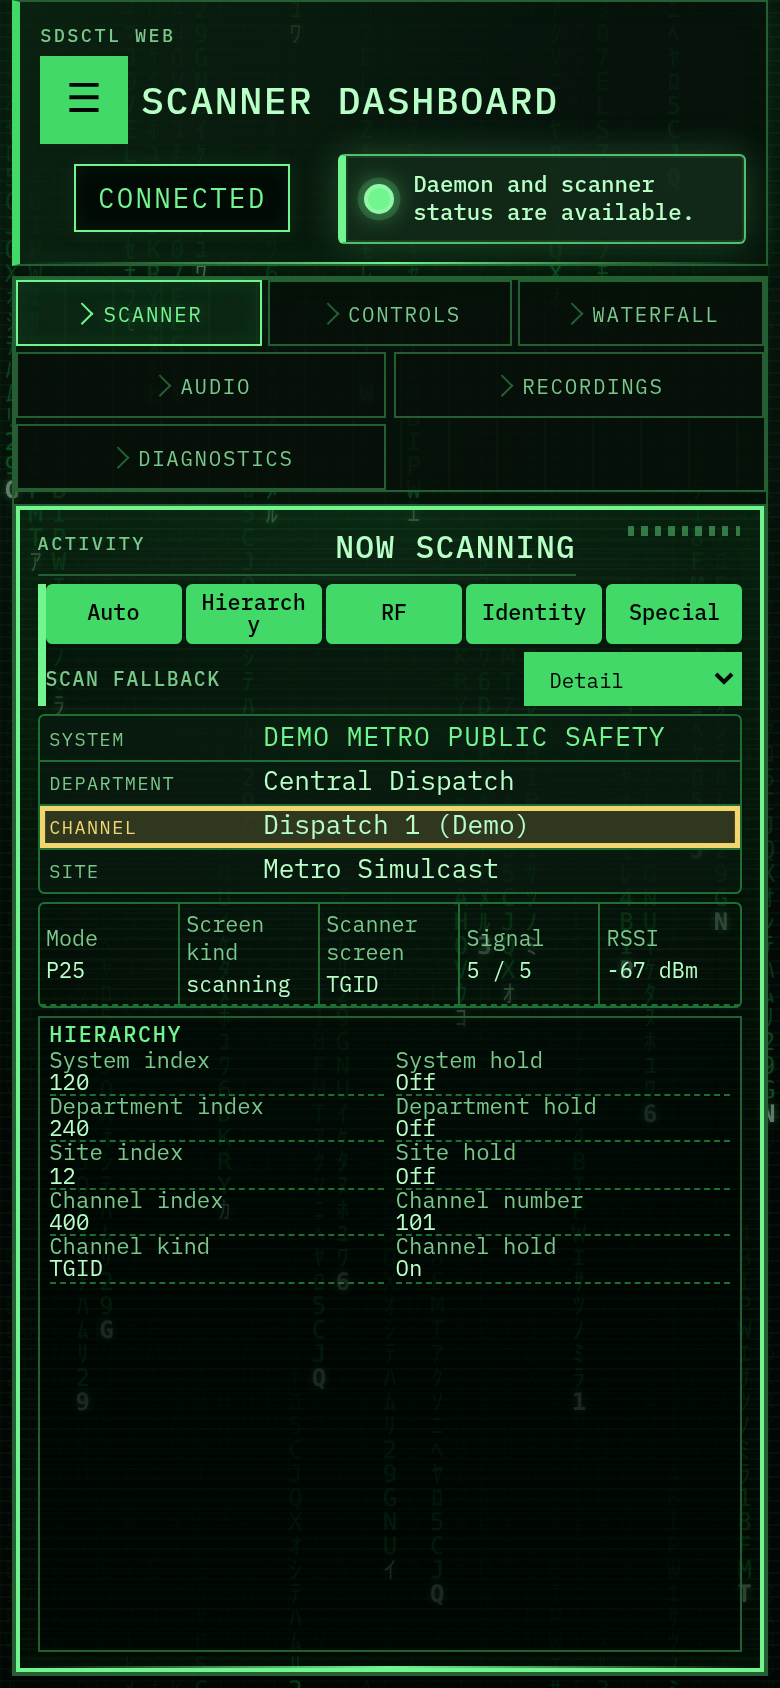 SDSCTL WEB
☰ SCANNER DASHBOARD
CONNECTED
Daemon and scanner
status are available.
SCANNER
CONTROLS
WATERFALL
AUDIO
RECORDINGS
DIAGNOSTICS
ACTIVITY
NOW SCANNING
Auto
Hierarch
y
RF
Identity
Special
SCAN FALLBACK
Detail
SYSTEM
DEMO METRO PUBLIC SAFETY
DEPARTMENT
Central Dispatch
CHANNEL
Dispatch 1 (Demo)
SITE
Metro Simulcast
Mode
P25
Screen
kind
scanning
Scanner
screen
TGID
Signal
5 / 5
RSSI
-67 dBm
HIERARCHY
System index
120
System hold
Off
Department index
240
Department hold
Off
Site index
12
Site hold
Off
Channel index
400
Channel number
101
Channel kind
TGID
Channel hold
On